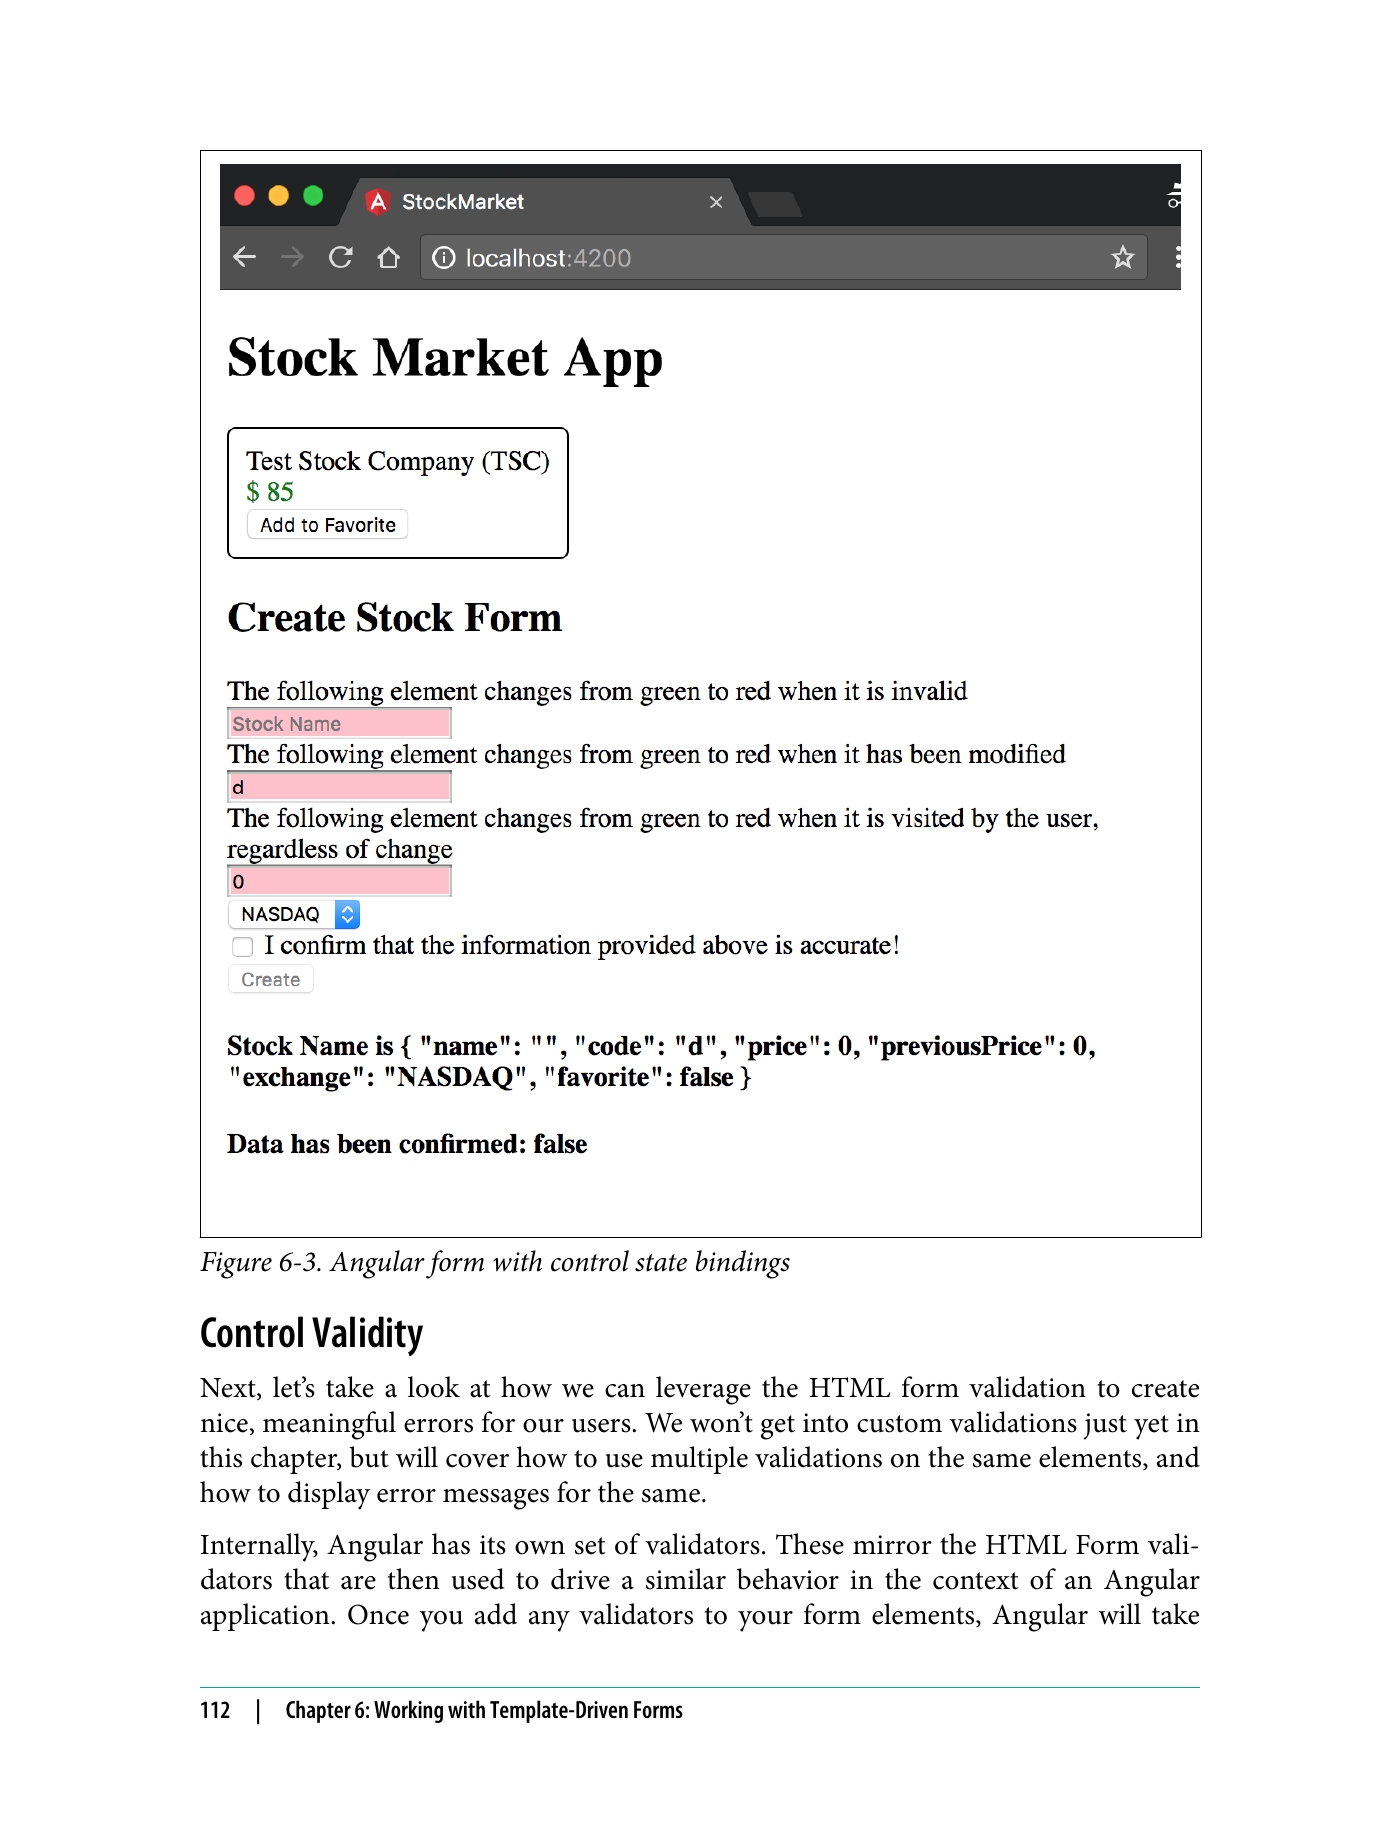 StockMarket
localhost:4200
Stock Market App
Test Stock Company (TSC)
$ 85
Add to Favorite
Create Stock Form
The following element changes from green to red when it is invalid
Stock Name
The following element changes from green to red when it has been modified
d
The following element changes from green to red when it is visited by the user,
regardless of change
0
NASDAQ
I confirm that the information provided above is accurate!
Create
Stock Name is { "name": "", "code": "d", "price": 0, "previousPrice": 0,
"exchange": "NASDAQ", "favorite": false }
Data has been confirmed: false
Figure 6-3. Angular form with control state bindings
Control Validity
Next, let’s take a look at how we can leverage the HTML form validation to create
nice, meaningful errors for our users. We won’t get into custom validations just yet in
this chapter, but will cover how to use multiple validations on the same elements, and
how to display error messages for the same.
Internally, Angular has its own set of validators. These mirror the HTML Form vali-
dators that are then used to drive a similar behavior in the context of an Angular
application. Once you add any validators to your form elements, Angular will take
112 | Chapter 6: Working with Template-Driven Forms